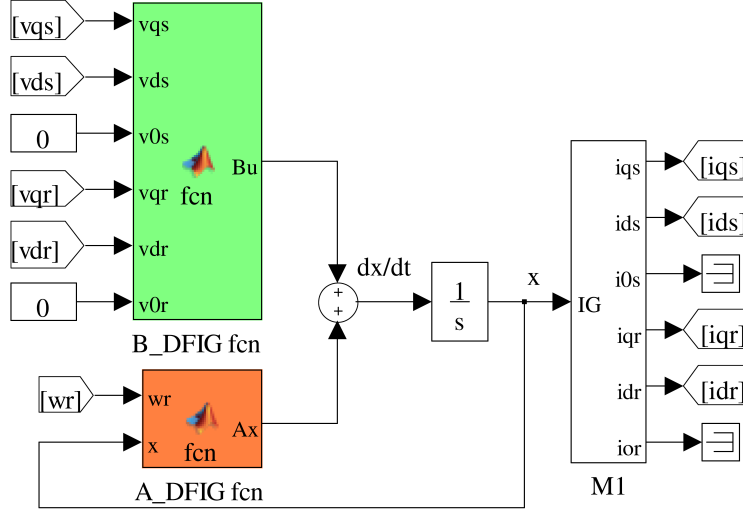 [vqs]
vqs
[vds]
vds
0
v0s
[vqr]
vqr
[vdr]
vdr
0
v0r
fcn
Bu
B_DFIG fcn
[wr]
wr
x
fcn
Ax
A_DFIG fcn
+
+
dx/dt
1
s
x
IG
iqs
[iqs]
ids
[ids]
i0s
iqr
[iqr]
idr
[idr]
ior
M1